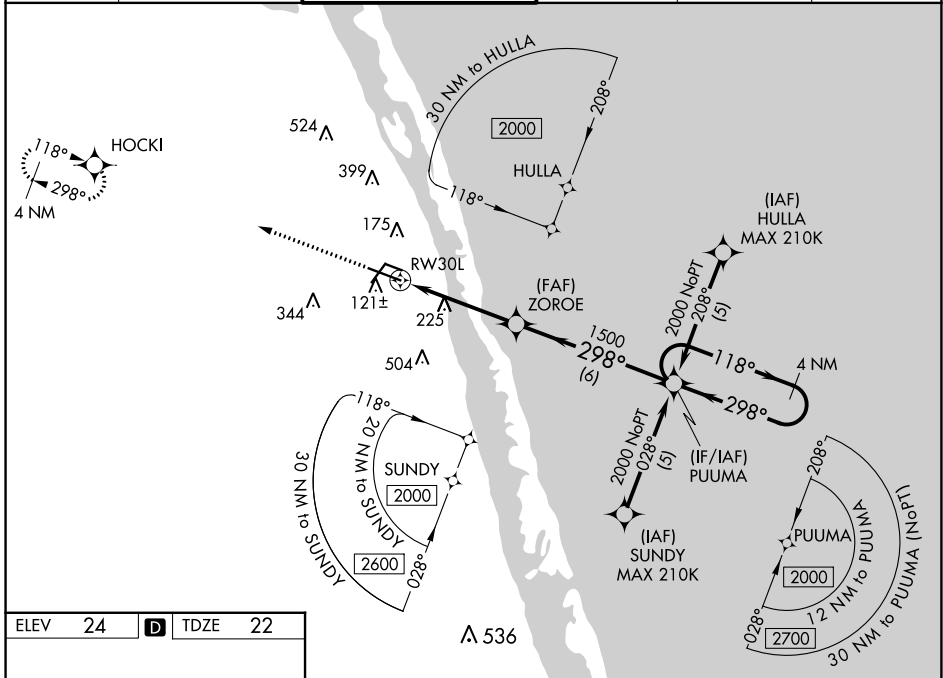 30 NM to HULLA
208°
2000
HULLA
118°
524
399
175
118°
HOCKI
298°
4 NM
(IAF)
HULLA
MAX 210K
2000 NoPT
208°
(5)
RW30L
(FAF)
ZOROE
344
121±
225
1500
298°
(6)
118°
4 NM
298°
504
2000 NoPT
028°
(5)
(IF/IAF)
PUUMA
(IAF)
SUNDY
MAX 210K
118°
20 NM to SUNDY
30 NM to SUNDY
SUNDY
2000
2600
028°
208°
PUUMA
2000
12 NM to PUUMA
2700
30 NM to PUUMA (NoPT)
028°
536
ELEV 24 D TDZE 22